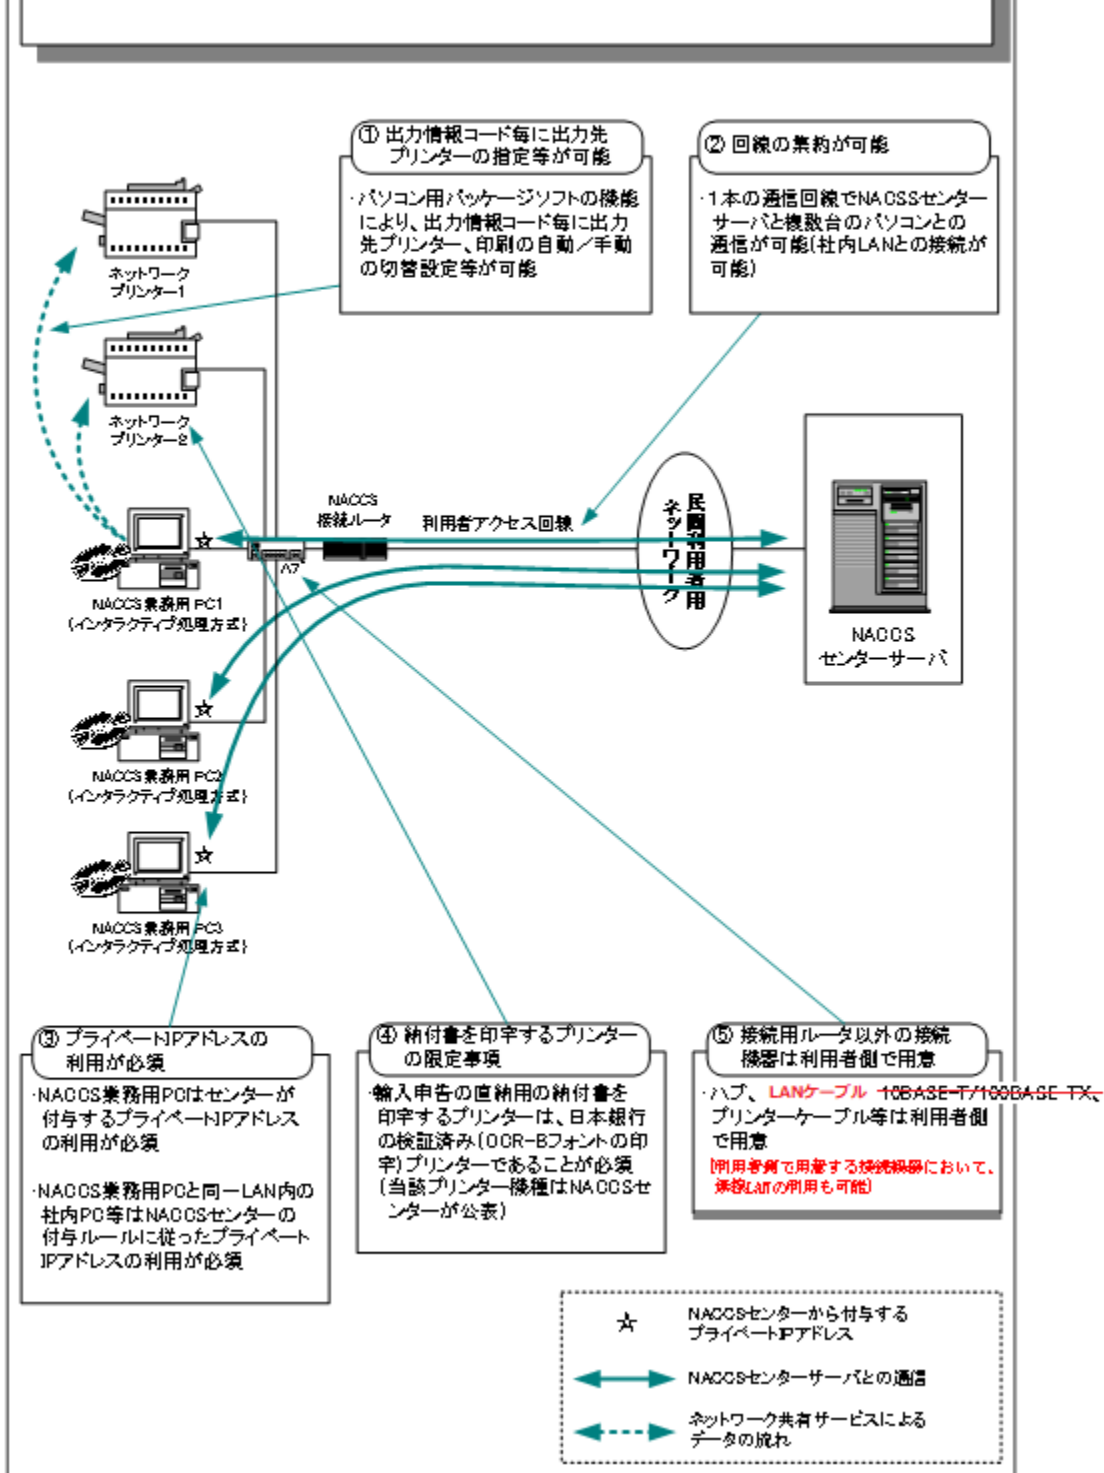 ① 出力情報コード毎に出力先
プリンターの指定等が可能
・パソコン用パッケージソフトの機能
により、出力情報コード毎に出力
先プリンター、印刷の自動／手動
の切替設定等が可能
② 回線の集約が可能
・1本の通信回線でNACSSセンター
サーバと複数台のパソコンとの
通信が可能(社内LANとの接続が
可能)
ネットワーク
プリンター1
ネットワーク
プリンター2
NACCS
接続ルータ
利用者アクセス回線
民間利用者用
ネットワーク
ハブ
NACCS業務用PC1
(インタラクティブ処理方式)
NACCS
センターサーバ
NACCS業務用PC2
(インタラクティブ処理方式)
NACCS業務用PC3
(インタラクティブ処理方式)
③ プライベートIPアドレスの
利用が必須
・NACCS業務用PCはセンターが
付与するプライベートIPアドレス
の利用が必須
・NACCS業務用PCと同一LAN内の
社内PC等はNACCSセンターの
付与ルールに従ったプライベート
IPアドレスの利用が必須
④ 納付書を印字するプリンター
の限定事項
・輸入申告の直納用の納付書を
印字するプリンターは、日本銀行
の検証済み(OCR-Bフォントの印
字)プリンターであることが必須
(当該プリンター機種はNACCSセ
ンターが公表)
⑤ 接続用ルータ以外の接続
機器は利用者側で用意
・ハブ、LANケーブル 10BASE-T/100BASE-TX、
プリンターケーブル等は利用者側
で用意
(利用者側で用意する接続機器において、
無線LANの利用も可能)
NACCSセンターから付与する
プライベートIPアドレス
NACCSセンターサーバとの通信
ネットワーク共有サービスによる
データの流れ